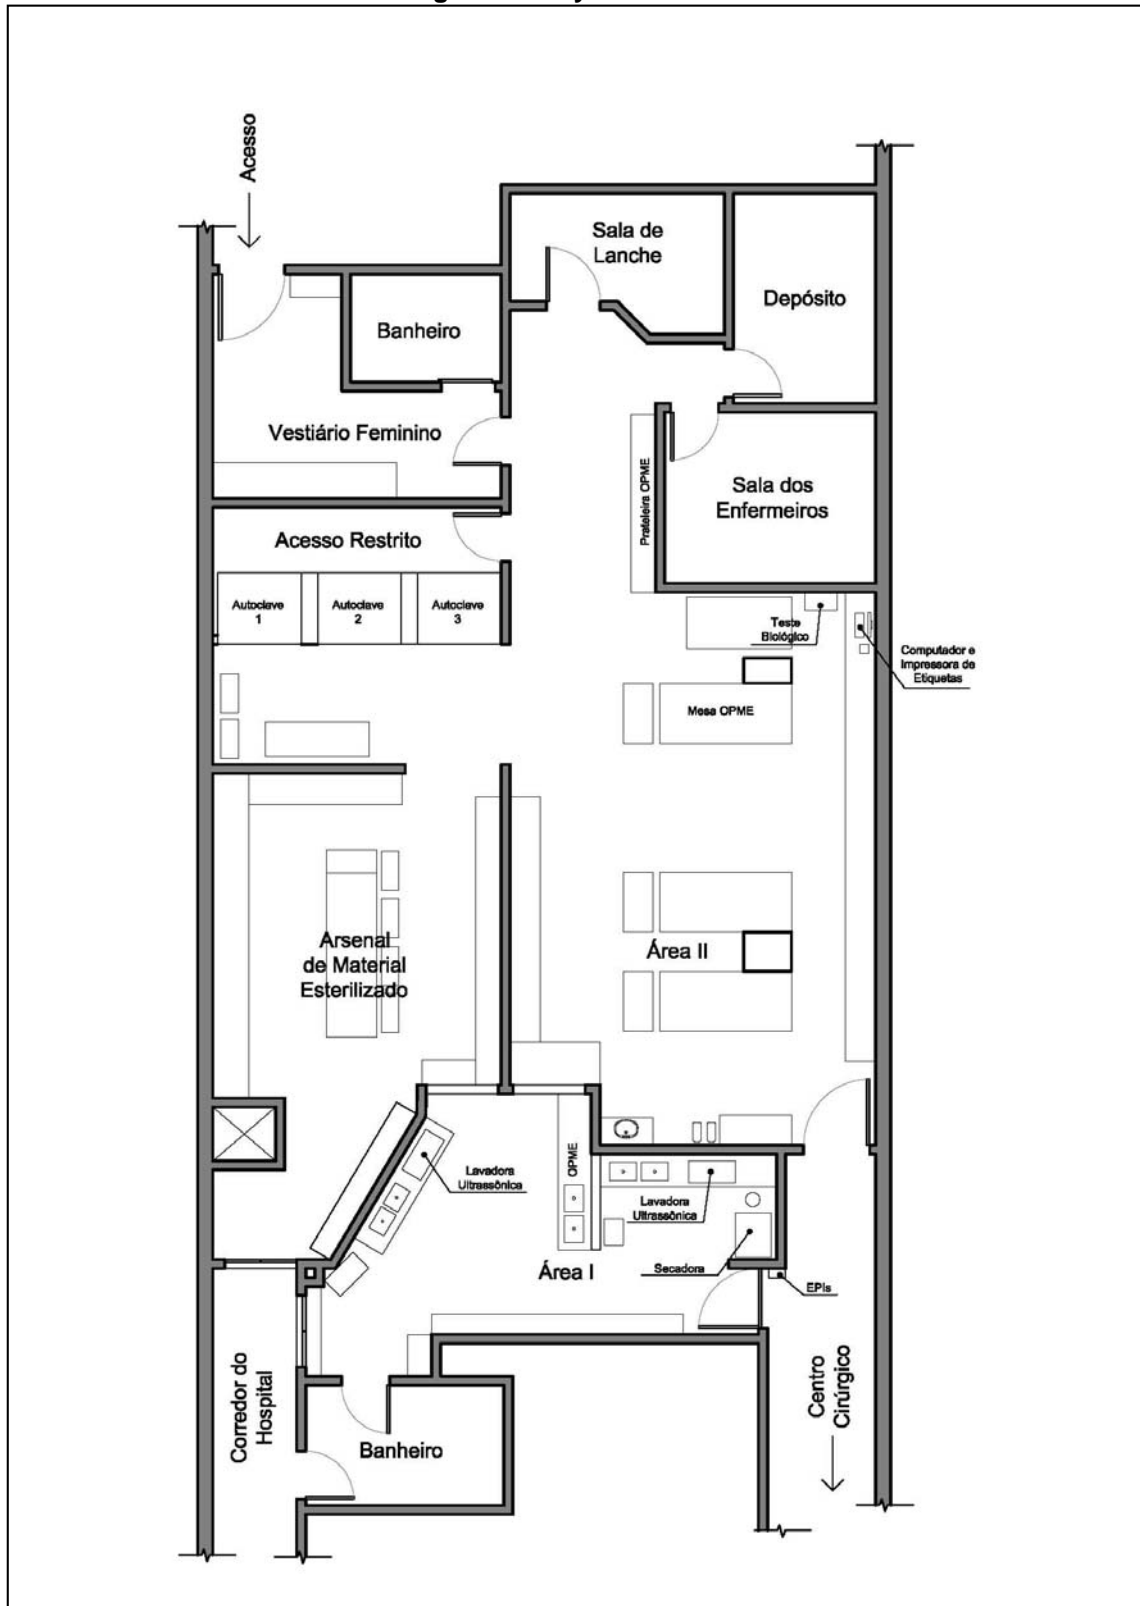 Acesso
Sala de
Lanche
Depósito
Banheiro
Vestiário Feminino
Prateleira OPME
Sala dos
Enfermeiros
Acesso Restrito
Autoclave
1
Autoclave
2
Autoclave
3
Teste
Biológico
Computador e
Impressora de
Etiquetas
Mesa OPME
Arsenal
de Material
Esterilizado
Área II
Lavadora
Ultrassônica
OPME
Lavadora
Ultrassônica
Secadora
Área I
EPIs
Corredor do
Hospital
Banheiro
Centro
Cirúrgico